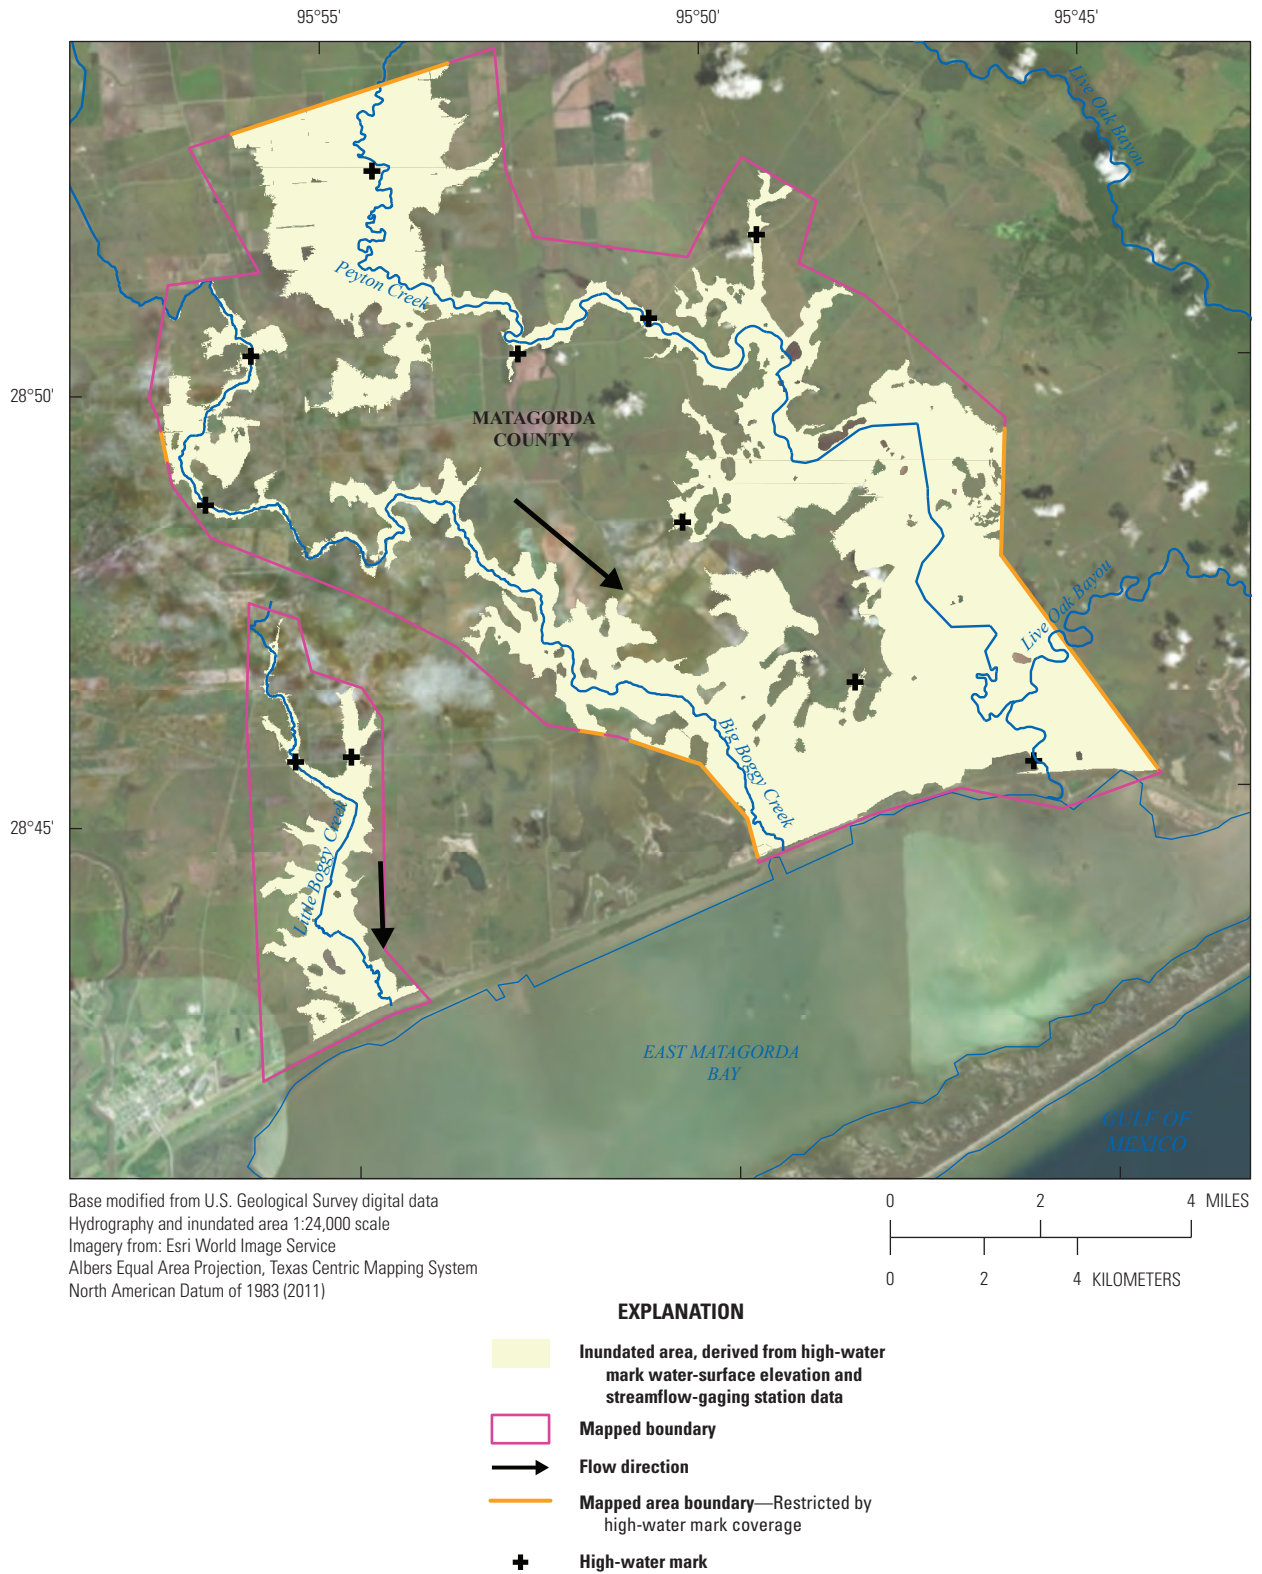 95°55'
95°50'
95°45'
Live Oak Bayou
Peyton Creek
28°50'
MATAGORDA
COUNTY
Live Oak Bayou
Big Boggy Creek
28°45'
Little Boggy Creek
EAST MATAGORDA
BAY
GULF OF
MEXICO
Base modified from U.S. Geological Survey digital data
Hydrography and inundated area 1:24,000 scale
Imagery from: Esri World Image Service
Albers Equal Area Projection, Texas Centric Mapping System
North American Datum of 1983 (2011)
0 2 4 MILES
0 2 4 KILOMETERS
EXPLANATION
Inundated area, derived from high-water
mark water-surface elevation and
streamflow-gaging station data
Mapped boundary
Flow direction
Mapped area boundary—Restricted by
high-water mark coverage
High-water mark